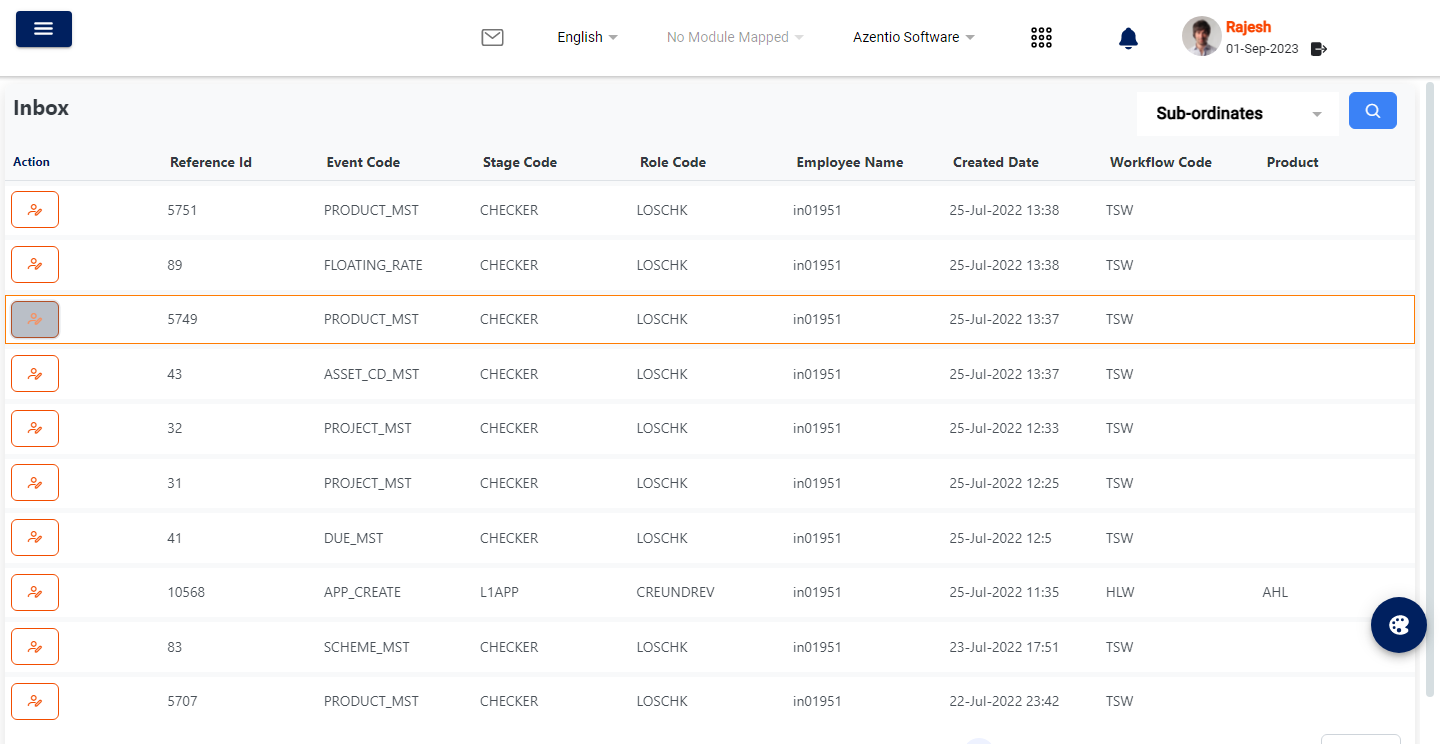 English No Module Mapped Azentio Software Rajesh
01-Sep-2023
Inbox Sub-ordinates
Action Reference Id Event Code Stage Code Role Code Employee Name Created Date Workflow Code Product
5751 PRODUCT_MST CHECKER LOSCHK in01951 25-Jul-2022 13:38 TSW
89 FLOATING_RATE CHECKER LOSCHK in01951 25-Jul-2022 13:38 TSW
5749 PRODUCT_MST CHECKER LOSCHK in01951 25-Jul-2022 13:37 TSW
43 ASSET_CD_MST CHECKER LOSCHK in01951 25-Jul-2022 13:37 TSW
32 PROJECT_MST CHECKER LOSCHK in01951 25-Jul-2022 12:33 TSW
31 PROJECT_MST CHECKER LOSCHK in01951 25-Jul-2022 12:25 TSW
41 DUE_MST CHECKER LOSCHK in01951 25-Jul-2022 12:5 TSW
10568 APP_CREATE L1APP CREUNDREV in01951 25-Jul-2022 11:35 HLW AHL
83 SCHEME_MST CHECKER LOSCHK in01951 23-Jul-2022 17:51 TSW
5707 PRODUCT_MST CHECKER LOSCHK in01951 22-Jul-2022 23:42 TSW